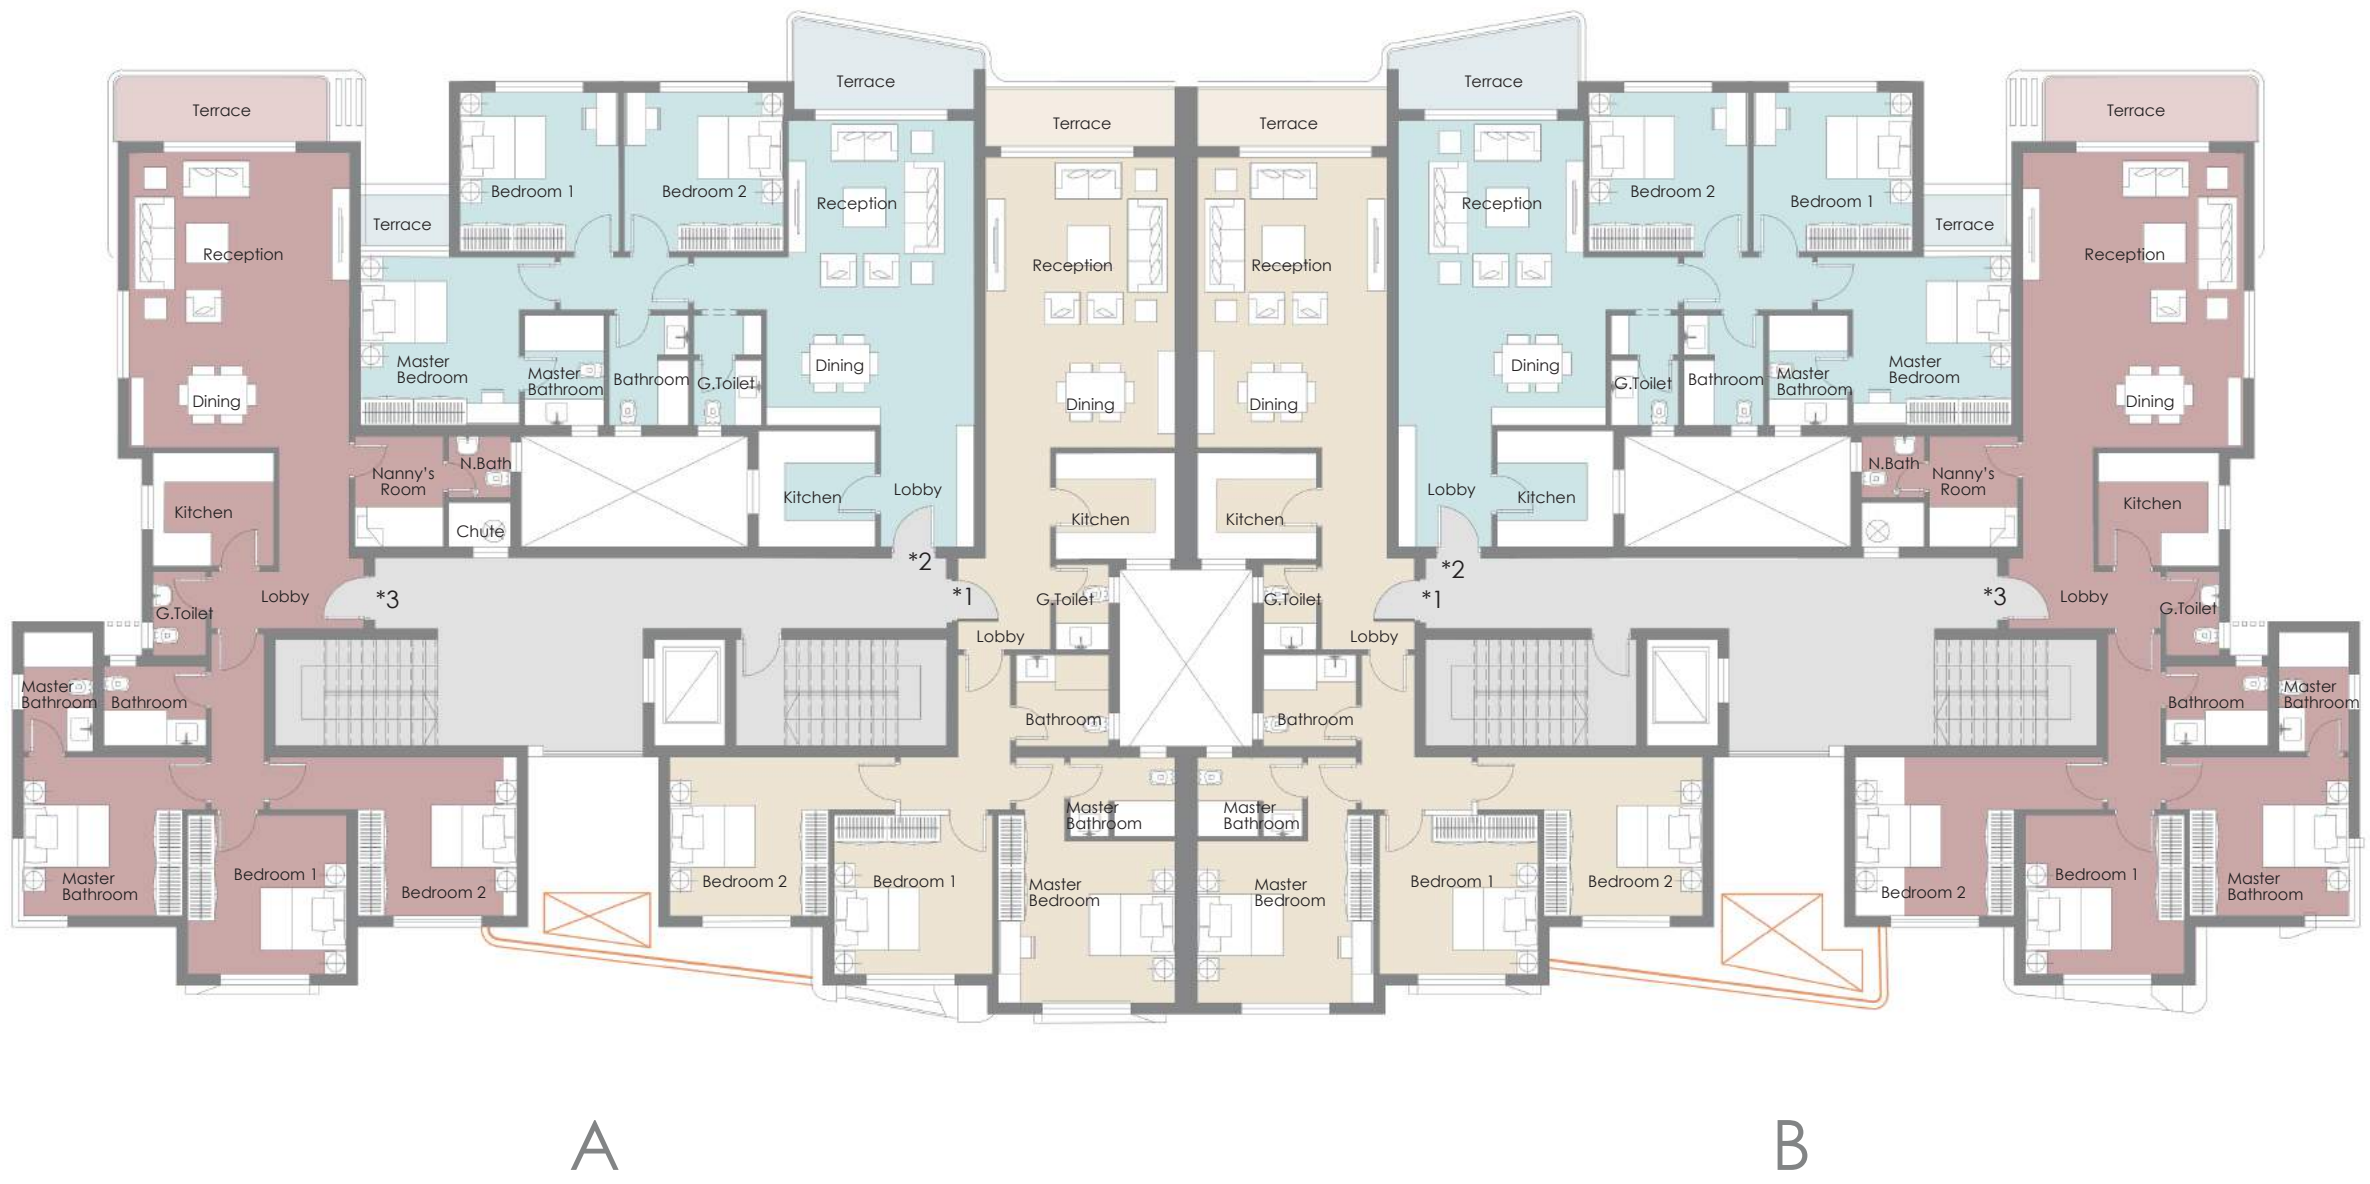 Terrace
Terrace
Terrace
Terrace
Terrace
Terrace
Bedroom 1
Bedroom 2
Reception
Reception
Bedroom 2
Bedroom 1
Terrace
Terrace
Reception
Reception
Reception
Reception
Master
Bedroom
Master
Bathroom
Bathroom
G.Toilet
Dining
Dining
G.Toilet
Bathroom
Master
Bathroom
Master
Bedroom
Dining
Dining
Dining
Dining
Nanny's
Room
N.Bath
Kitchen
Lobby
Lobby
Kitchen
N.Bath
Nanny's
Room
Kitchen
Chute
Kitchen
Kitchen
Kitchen
*2
*2
Lobby
*3
*1
*1
*3
Lobby
G.Toilet
G.Toilet
G.Toilet
G.Toilet
Lobby
Lobby
Master
Bathroom
Bathroom
Bathroom
Bathroom
Bathroom
Master
Bathroom
Master
Bathroom
Master
Bathroom
Master
Bathroom
Bedroom 1
Bedroom 2
Bedroom 2
Bedroom 1
Master
Bedroom
Master
Bedroom
Bedroom 1
Bedroom 2
Bedroom 2
Bedroom 1
Master
Bathroom
A
B